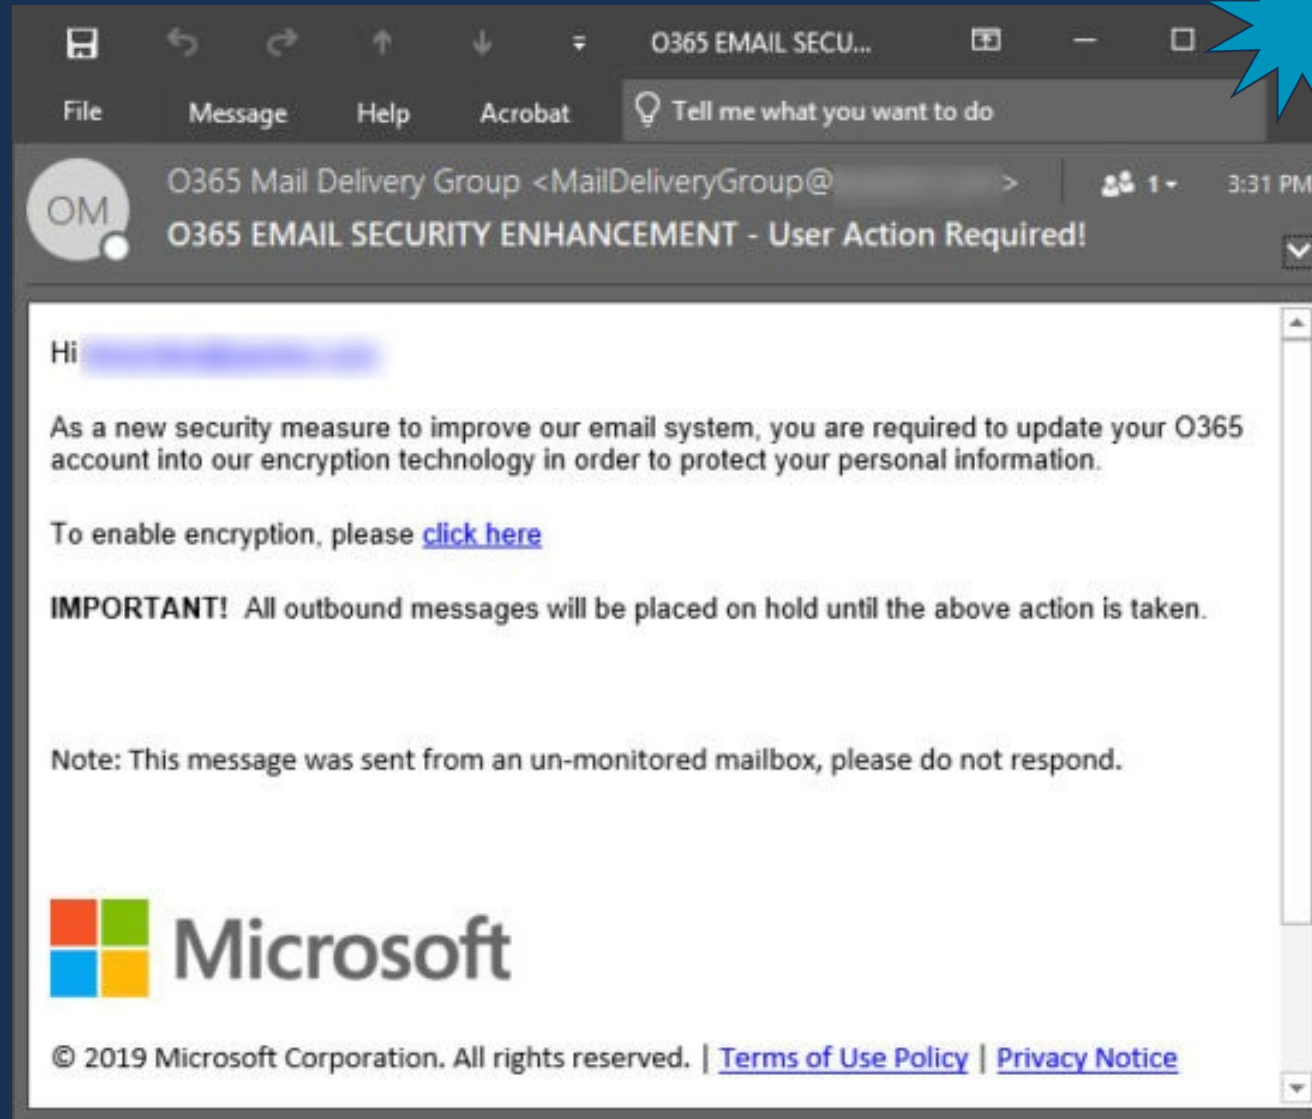 O365 EMAIL SECU...
File Message Help Acrobat Tell me what you want to do
OM
O365 Mail Delivery Group <MailDeliveryGroup@ > 1 3:31 PM
O365 EMAIL SECURITY ENHANCEMENT - User Action Required!
Hi
As a new security measure to improve our email system, you are required to update your O365
account into our encryption technology in order to protect your personal information.
To enable encryption, please click here
IMPORTANT! All outbound messages will be placed on hold until the above action is taken.
Note: This message was sent from an un-monitored mailbox, please do not respond.
Microsoft
© 2019 Microsoft Corporation. All rights reserved. | Terms of Use Policy | Privacy Notice